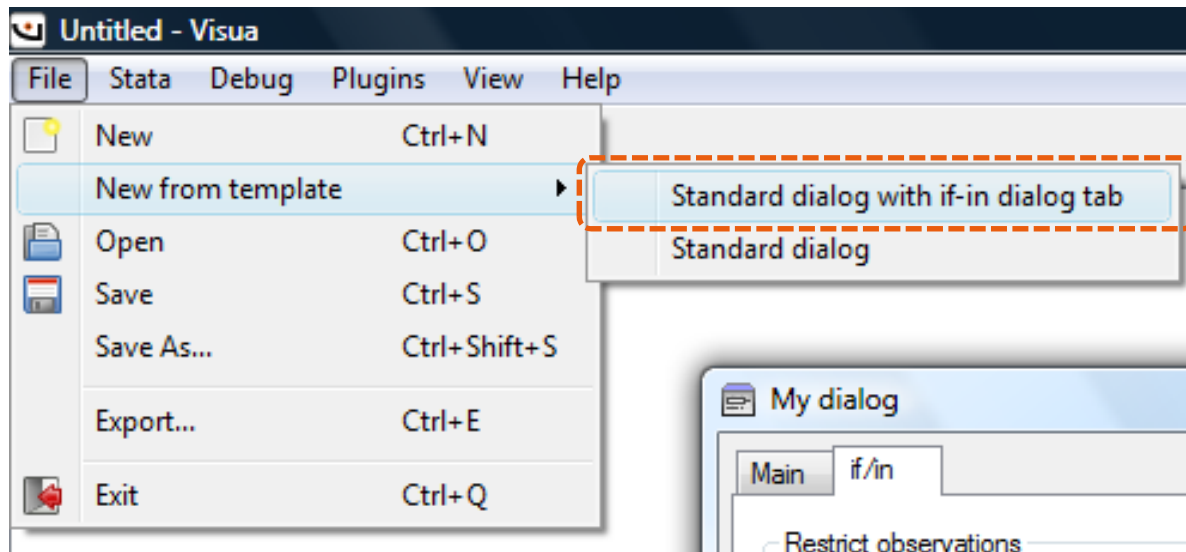 Untitled - Visua
File Stata Debug Plugins View Help
New Ctrl+N
New from template
Standard dialog with if-in dialog tab
Open Ctrl+O
Standard dialog
Save Ctrl+S
Save As... Ctrl+Shift+S
My dialog
Export... Ctrl+E
Main if/in
Exit Ctrl+Q
Restrict observations